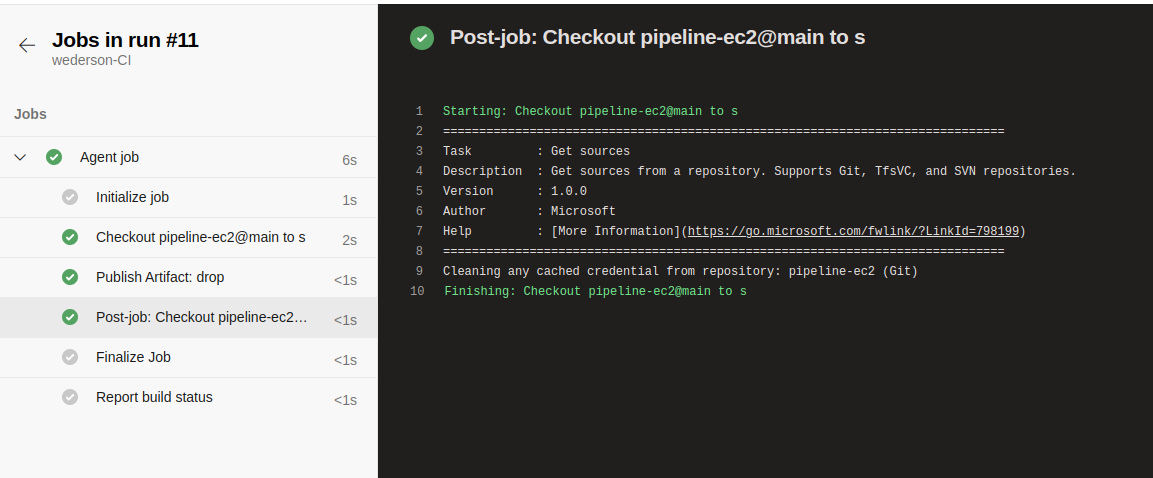 Jobs in run #11
wederson-CI
Jobs
Agent job 6s
Initialize job 1s
Checkout pipeline-ec2@main to s 2s
Publish Artifact: drop <1s
Post-job: Checkout pipeline-ec2... <1s
Finalize Job <1s
Report build status <1s
Post-job: Checkout pipeline-ec2@main to s
1 Starting: Checkout pipeline-ec2@main to s
2 ==============================================================================
3 Task         : Get sources
4 Description  : Get sources from a repository. Supports Git, TfsVC, and SVN repositories.
5 Version      : 1.0.0
6 Author       : Microsoft
7 Help         : [More Information](https://go.microsoft.com/fwlink/?LinkId=798199)
8 ==============================================================================
9 Cleaning any cached credential from repository: pipeline-ec2 (Git)
10 Finishing: Checkout pipeline-ec2@main to s